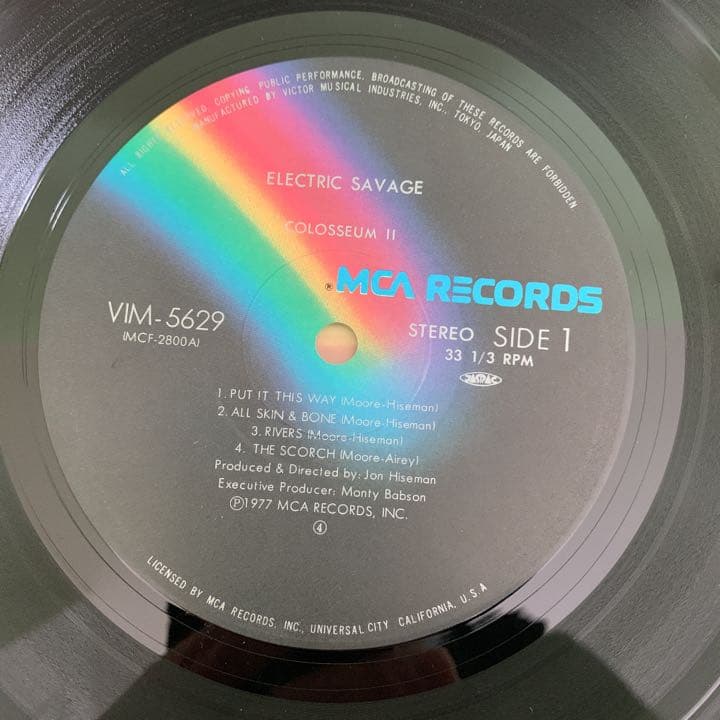 ALL RIGHTS RESERVED. COPYING, PUBLIC PERFORMANCE, BROADCASTING OF THESE RECORDS ARE FORBIDDEN
MANUFACTURED BY VICTOR MUSICAL INDUSTRIES, INC., TOKYO, JAPAN
ELECTRIC SAVAGE
COLOSSEUM II
® MCA RECORDS
VIM-5629
(MCF-2800A)
STEREO SIDE 1
33 1/3 RPM
JASRAC
1. PUT IT THIS WAY (Moore-Hiseman)
2. ALL SKIN & BONE (Moore-Hiseman)
3. RIVERS (Moore-Hiseman)
4. THE SCORCH (Moore-Airey)
Produced & Directed by: Jon Hiseman
Executive Producer: Monty Babson
Ⓟ1977 MCA RECORDS, INC.
④
LICENSED BY MCA RECORDS, INC., UNIVERSAL CITY, CALIFORNIA, U.S.A